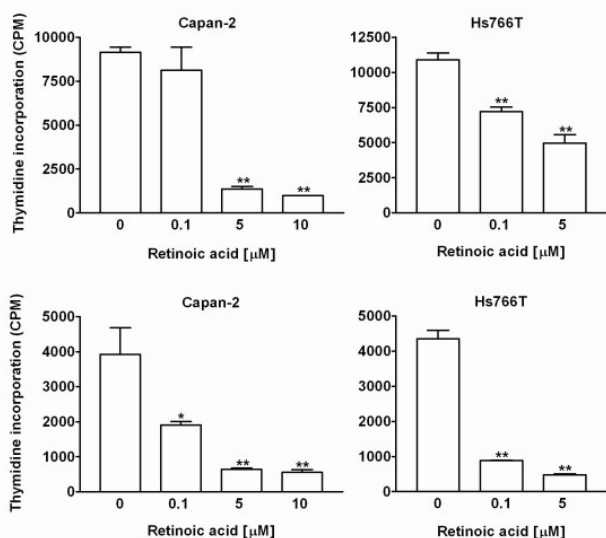 Capan-2
Thymidine incorporation (CPM)
10000
7500
5000
2500
0
**
**
0 0.1 5 10
Retinoic acid [μM]
Hs766T
12500
10000
7500
5000
2500
0
**
**
0 0.1 5
Retinoic acid [μM]
Capan-2
Thymidine incorporation (CPM)
5000
4000
3000
2000
1000
0
*
**
**
0 0.1 5 10
Retinoic acid [μM]
Hs766T
5000
4000
3000
2000
1000
0
**
**
0 0.1 5
Retinoic acid [μM]